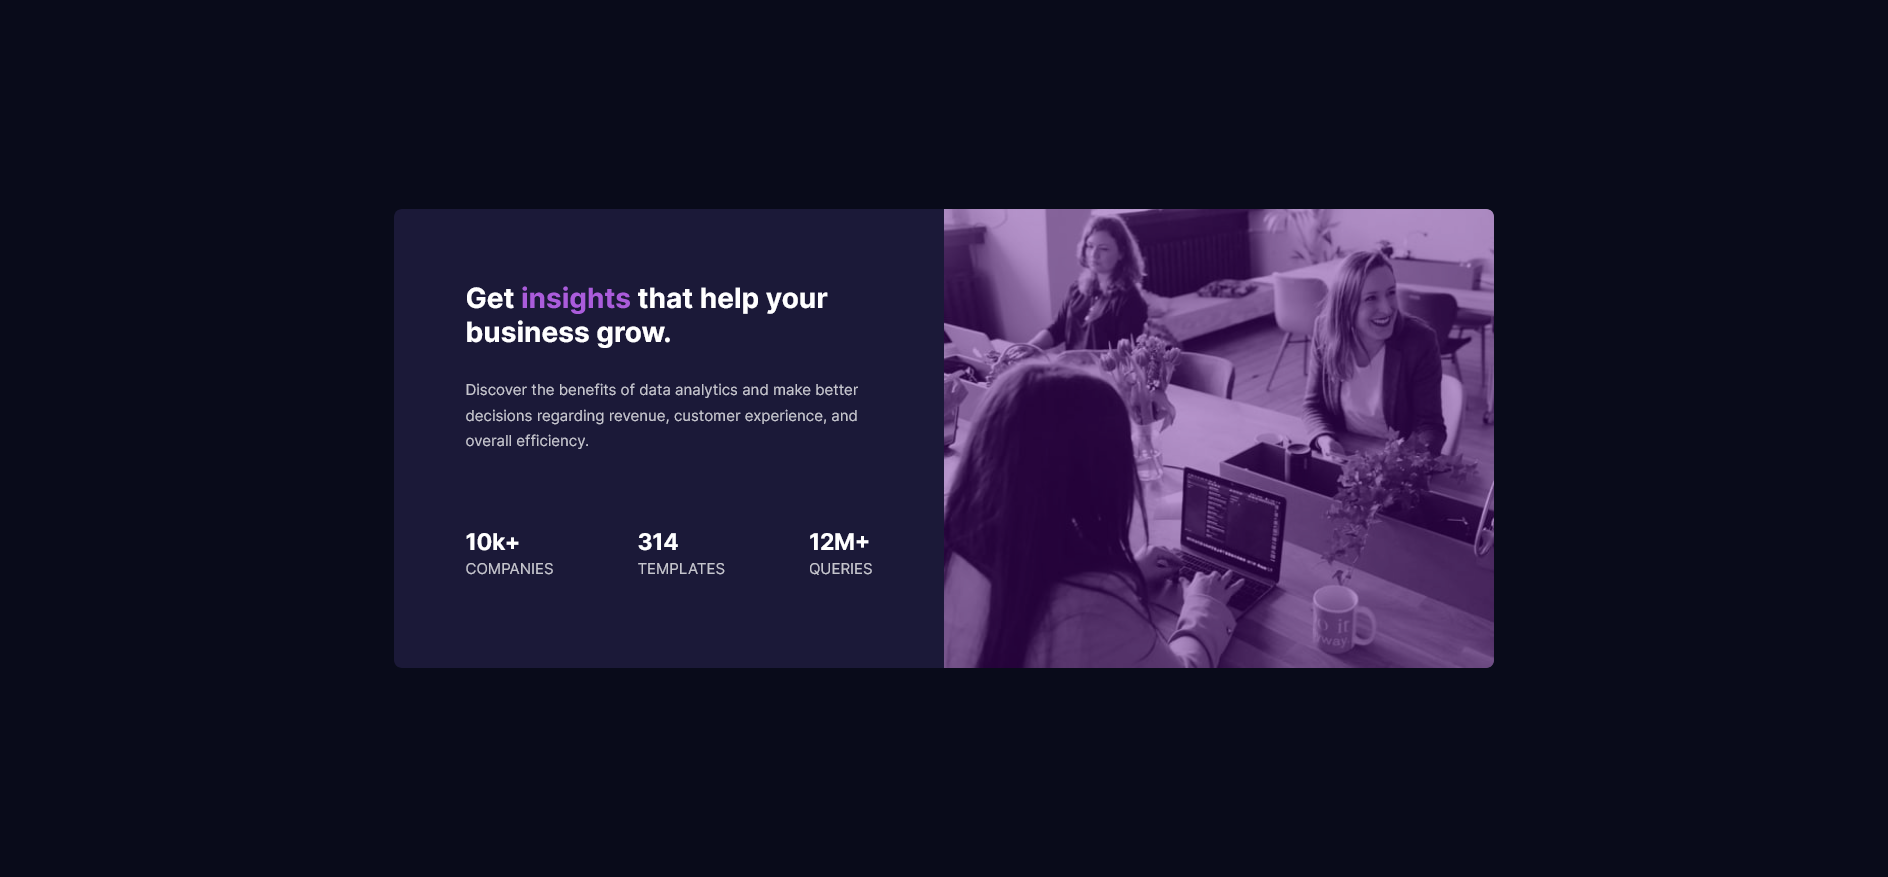 Get insights that help your
business grow.
Discover the benefits of data analytics and make better
decisions regarding revenue, customer experience, and
overall efficiency.
10k+
COMPANIES
314
TEMPLATES
12M+
QUERIES